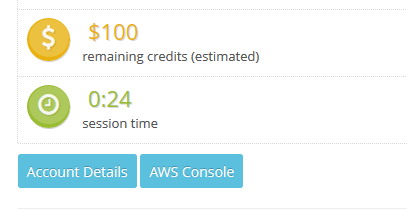 $100
remaining credits (estimated)
0:24
session time
Account Details
AWS Console